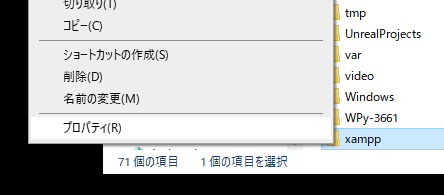 切り取り(T)
コピー(C)
ショートカットの作成(S)
削除(D)
名前の変更(M)
プロパティ(R)
tmp
UnrealProjects
var
video
Windows
WPy-3661
xampp
71 個の項目 1 個の項目を選択